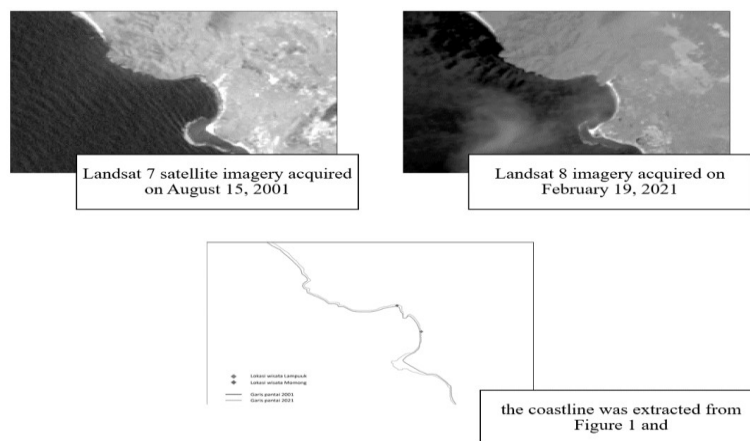 Landsat 7 satellite imagery acquired
on August 15, 2001
Landsat 8 imagery acquired on
February 19, 2021
Lokasi wisata Lampuuk
Lokasi wisata Momong
Garis pantai 2001
Garis pantai 2021
the coastline was extracted from
Figure 1 and